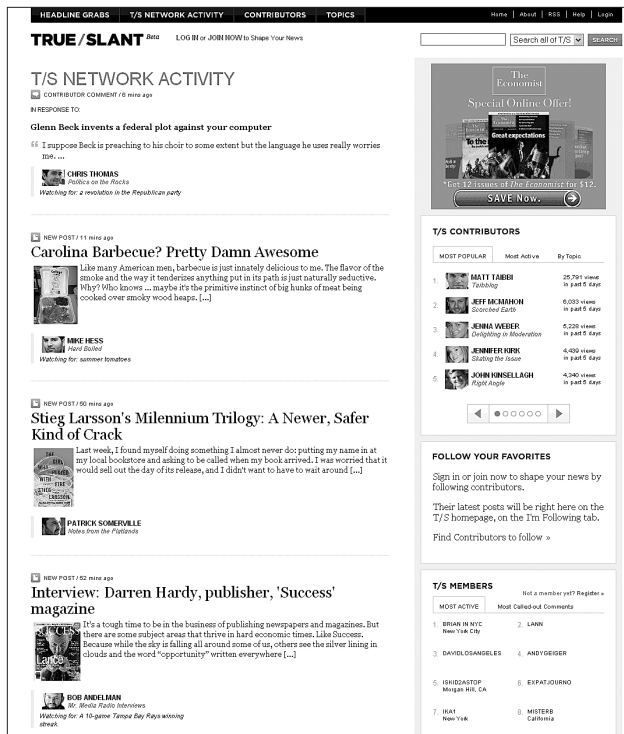 HEADLINE GRABS T/S NETWORK ACTIVITY CONTRIBUTORS TOPICS Home | About | RSS | Help | Login
TRUE/SLANT Beta LOG IN or JOIN NOW to Shape Your News Search all of T/S SEARCH
T/S NETWORK ACTIVITY
CONTRIBUTOR COMMENT / 6 mins ago
IN RESPONSE TO:
Glenn Beck invents a federal plot against your computer
“ I suppose Beck is preaching to his choir to some extent but the language he uses really worries
me. ...
CHRIS THOMAS
Politics on the Rocks
Watching for: a revolution in the Republican party
NEW POST / 11 mins ago
Carolina Barbecue? Pretty Damn Awesome
Like many American men, barbecue is just innately delicious to me. The flavor of the
smoke and the way it tenderizes anything put in its path is just naturally seductive.
Why? Who knows ... maybe it's the primitive instinct of big hunks of meat being
cooked over smoky wood heaps. [...]
MIKE HESS
Hard Boiled
Watching for: summer tomatoes
NEW POST / 50 mins ago
Stieg Larsson's Milennium Trilogy: A Newer, Safer
Kind of Crack
Last week, I found myself doing something I almost never do: putting my name in at
my local bookstore and asking to be called when my book arrived. I was worried that it
would sell out the day of its release, and I didn't want to have to wait around [...]
THE
GIRL
WHO
PLAYED
WITH
FIRE
STIEG
LARSSON
PATRICK SOMERVILLE
Notes from the Flatlands
NEW POST / 52 mins ago
Interview: Darren Hardy, publisher, 'Success'
magazine
It's a tough time to be in the business of publishing newspapers and magazines. But
there are some subject areas that thrive in hard economic times. Like Success.
Because while the sky is falling all around some of us, others see the silver lining in
clouds and the word “opportunity” written everywhere [...]
SUCCESS
Lance
BOB ANDELMAN
Mr. Media Radio Interviews
Watching for: A 10-game Tampa Bay Rays winning
streak.
The
Economist
Special Online Offer!
Great expectations
*Get 12 issues of The Economist for $12.
SAVE Now.
T/S CONTRIBUTORS
MOST POPULAR Most Active By Topic
1. MATT TAIBBI 25,791 views
Taibblog in past 5 days
2. JEFF MCMAHON 6,033 views
Scorched Earth in past 5 days
3. JENNA WEBER 5,228 views
Delighting in Moderation in past 5 days
4. JENNIFER KIRK 4,439 views
Skating the Issue in past 5 days
5. JOHN KINSELLAGH 4,340 views
Right Angle in past 5 days
FOLLOW YOUR FAVORITES
Sign in or join now to shape your news by
following contributors.
Their latest posts will be right here on the
T/S homepage, on the I'm Following tab.
Find Contributors to follow »
T/S MEMBERS
Not a member yet? Register »
MOST ACTIVE Most Called-out Comments
1. BRIAN IN NYC 2. LANN
New York City
3. DAVIDLOSANGELES 4. ANDYGEIGER
5. ISKID2ASTOP 6. EXPATJOURNO
Morgan Hill, CA
7. IKA1 8. MISTERB
New York California